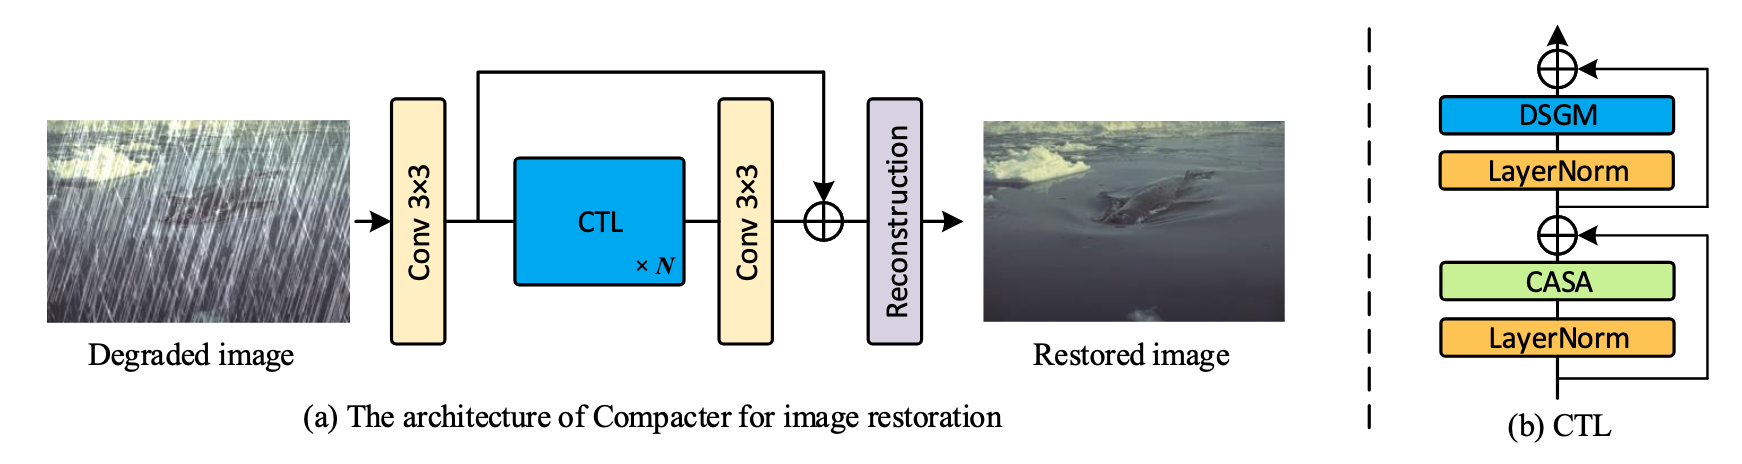 Degraded image
Conv 3×3
CTL
× N
Conv 3×3
Reconstruction
Restored image
(a) The architecture of Compacter for image restoration
DSGM
LayerNorm
CASA
LayerNorm
(b) CTL